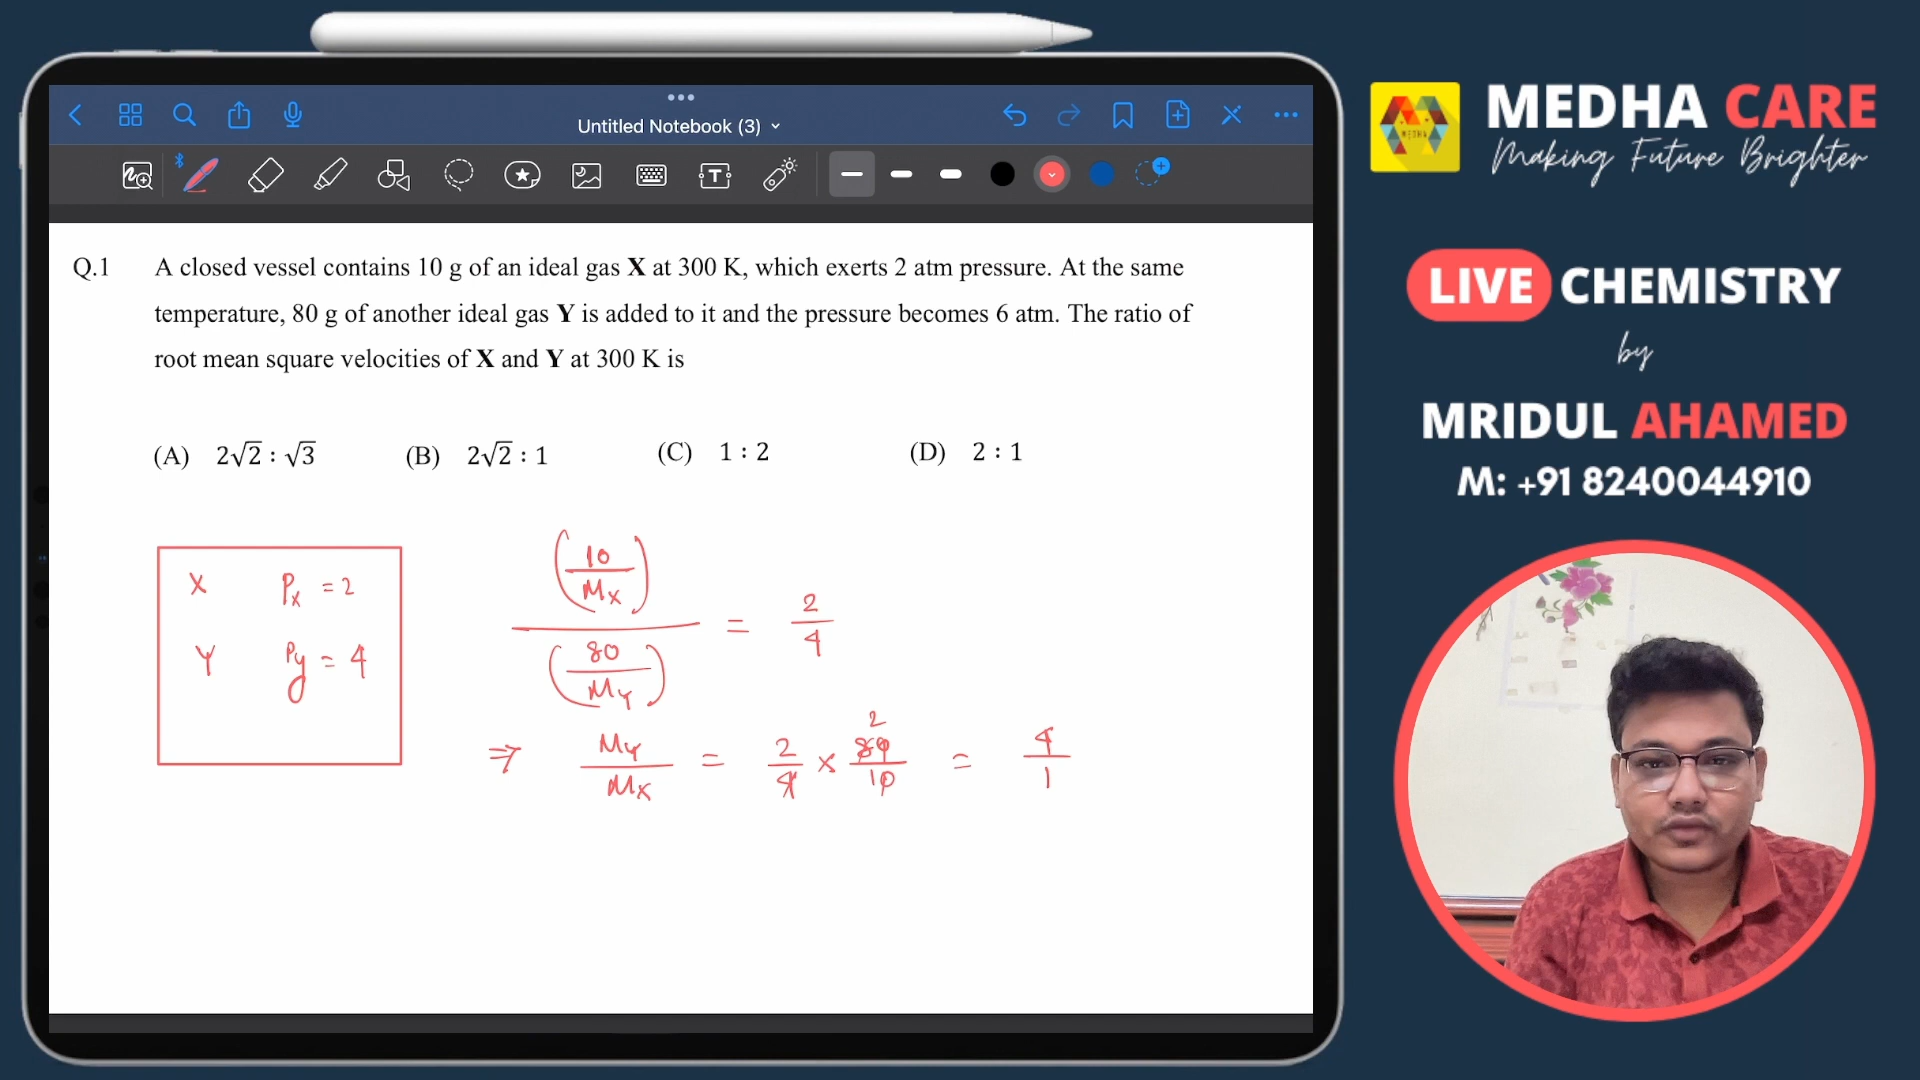 Untitled Notebook (3)
T
MEDHA
MEDHA CARE
Making Future Brighter
LIVE CHEMISTRY
by
MRIDUL AHAMED
M: +91 8240044910
Q.1 A closed vessel contains 10 g of an ideal gas X at 300 K, which exerts 2 atm pressure. At the same
temperature, 80 g of another ideal gas Y is added to it and the pressure becomes 6 atm. The ratio of
root mean square velocities of X and Y at 300 K is
(A) 2√2 : √3 (B) 2√2 : 1 (C) 1 : 2 (D) 2 : 1
X Px = 2
Y Py = 4
(10/Mx) / (80/My) = 2/4
⇒ My/Mx = 2/4 × 80/10 = 4/1
2